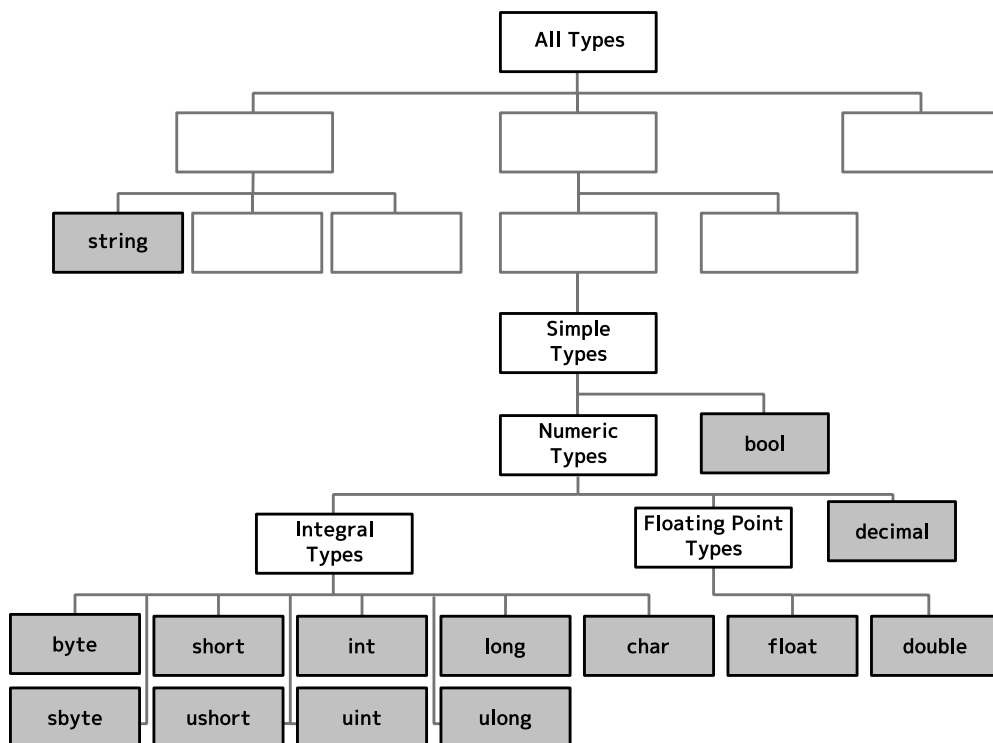 All Types
string
Simple
Types
Numeric
Types
bool
Integral
Types
Floating Point
Types
decimal
byte
short
int
long
char
float
double
sbyte
ushort
uint
ulong